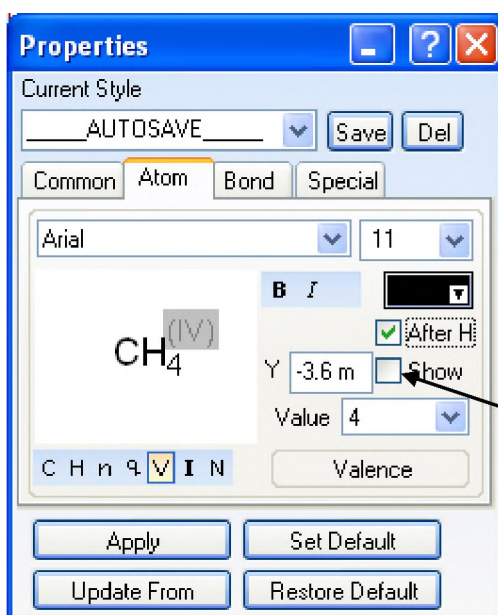 Properties
Current Style
_____AUTOSAVE_____ Save Del
Common Atom Bond Special
Arial 11
B I
CH4(IV)
After H
Y -3.6 m Show
Value 4
C H n q V I N Valence
Apply Set Default
Update From Restore Default